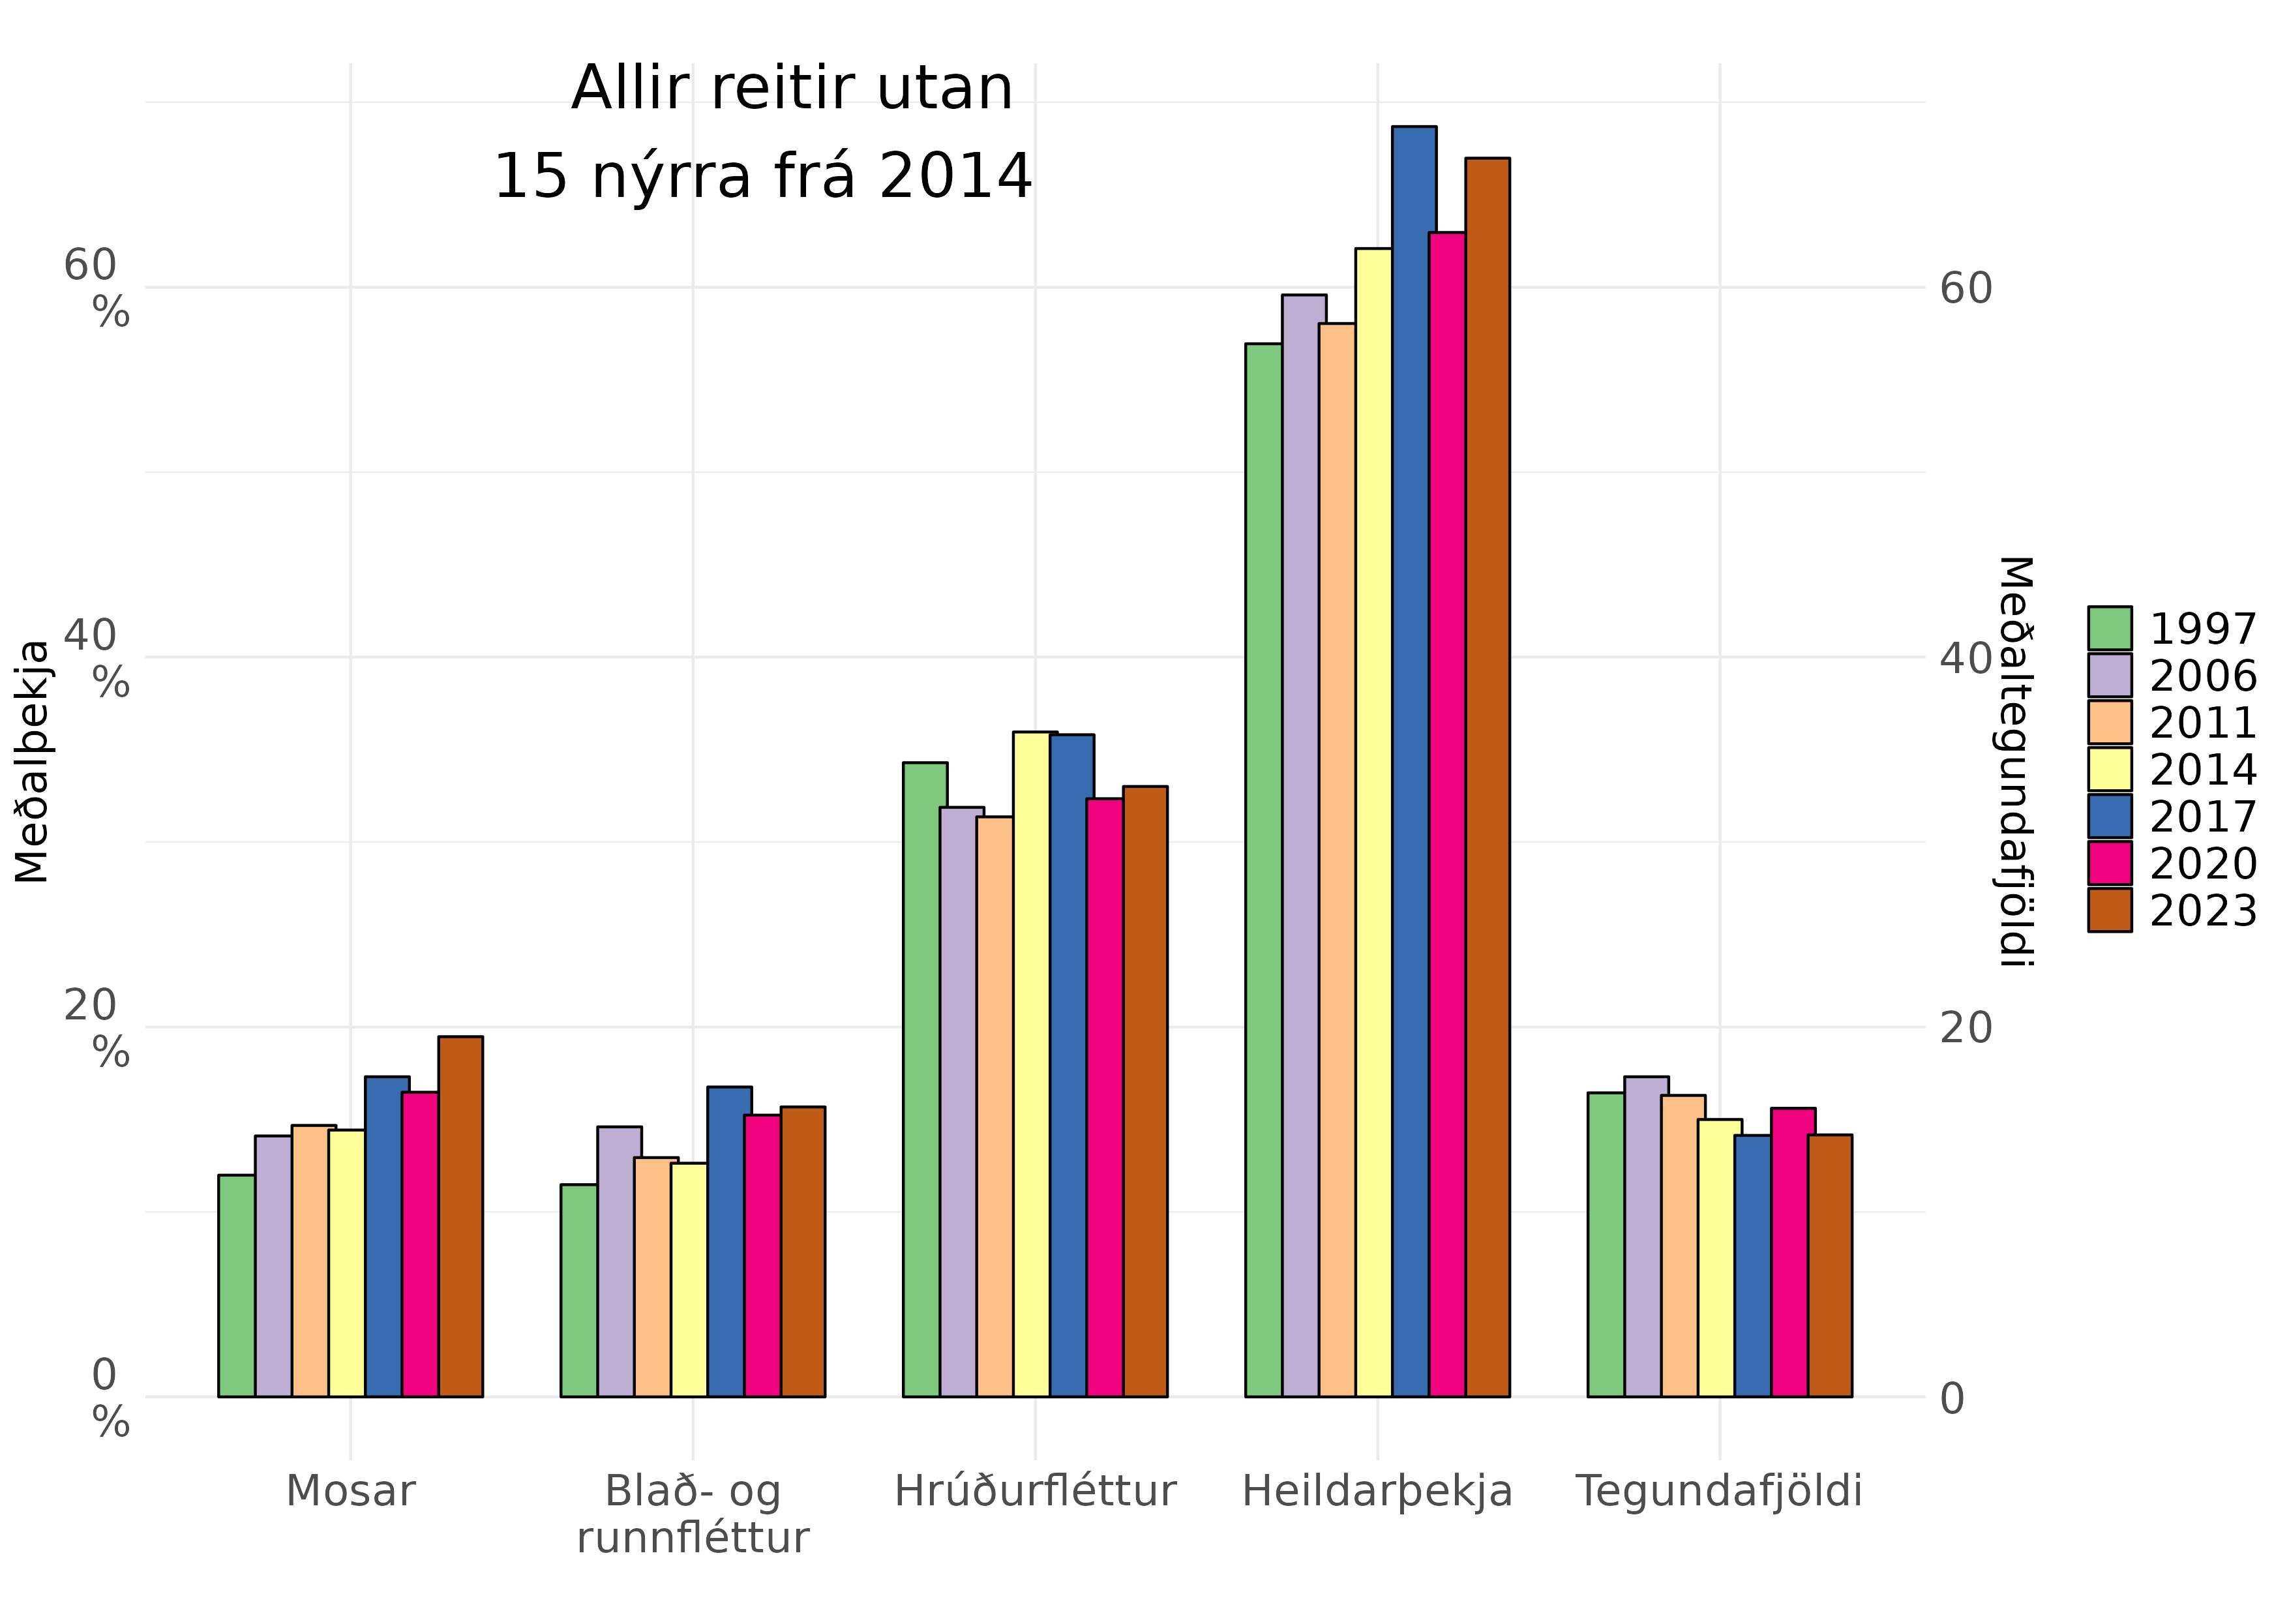 Allir reitir utan
15 nýrra frá 2014
Meðalþekja
60
%
40
%
20
%
0
%
60
40
20
0
Meðaltegundafjöldi
1997
2006
2011
2014
2017
2020
2023
Mosar
Blað- og
runnfléttur
Hrúðurfléttur
Heildarþekja
Tegundafjöldi